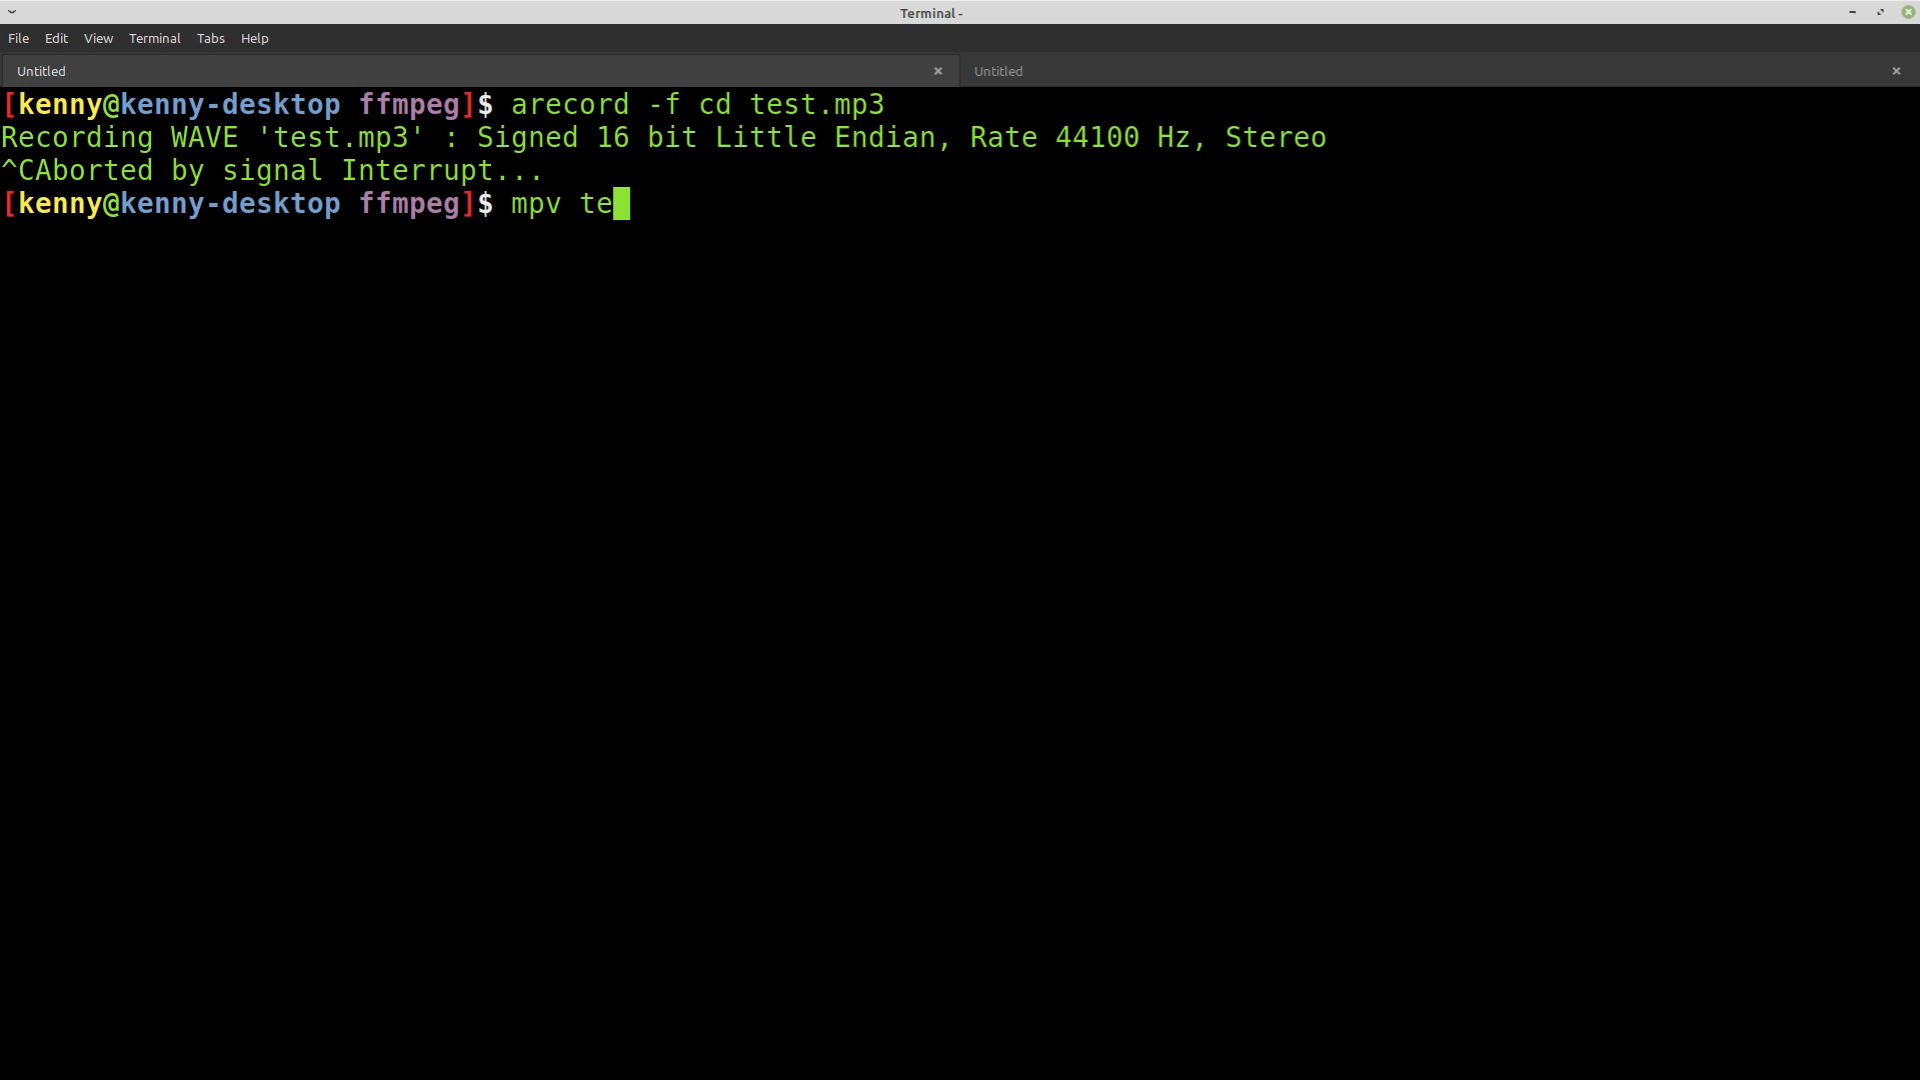 Terminal -
File Edit View Terminal Tabs Help
Untitled Untitled
[kenny@kenny-desktop ffmpeg]$ arecord -f cd test.mp3
Recording WAVE 'test.mp3' : Signed 16 bit Little Endian, Rate 44100 Hz, Stereo
^CAborted by signal Interrupt...
[kenny@kenny-desktop ffmpeg]$ mpv te